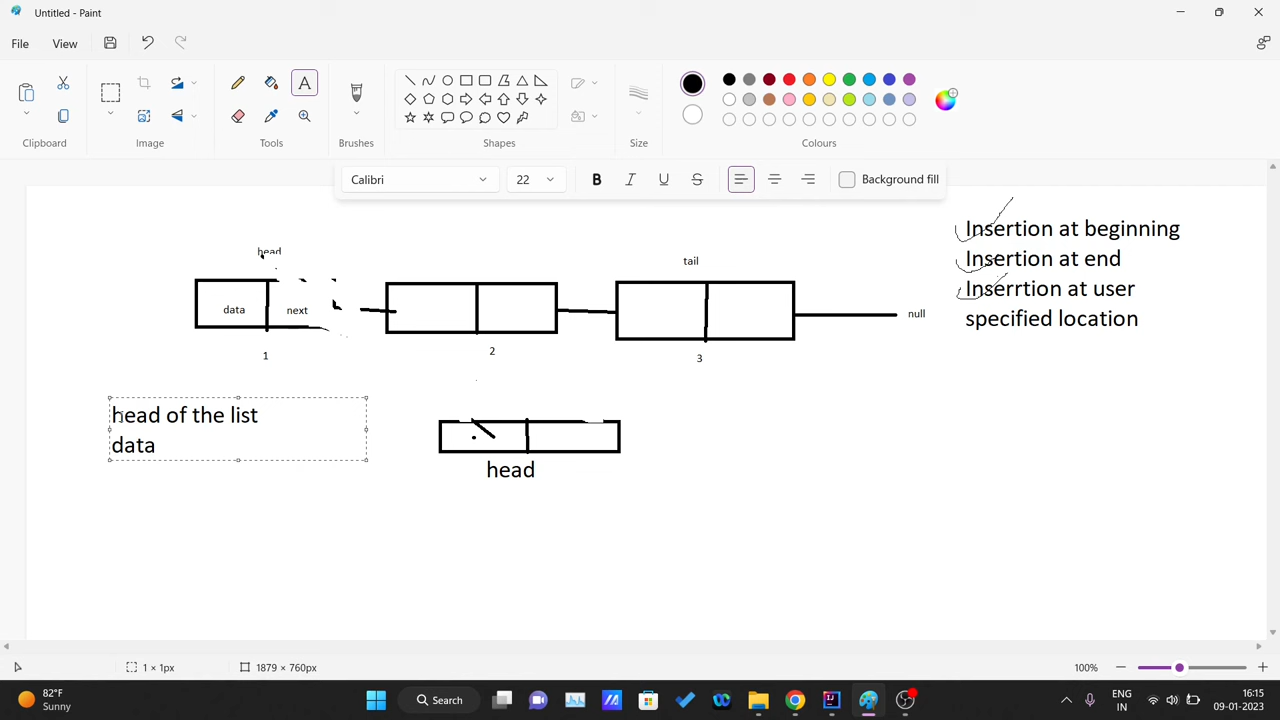 Untitled - Paint
File
View
Clipboard
Image
Tools
Brushes
Shapes
Size
Colours
Calibri
22
B
I
U
S
Background fill
head
data
next
1
2
tail
3
null
Insertion at beginning
Insertion at end
Inserrtion at user
specified location
head of the list
data
head
1 × 1px
1879 × 760px
100%
82°F
Sunny
Search
ENG
IN
16:15
09-01-2023